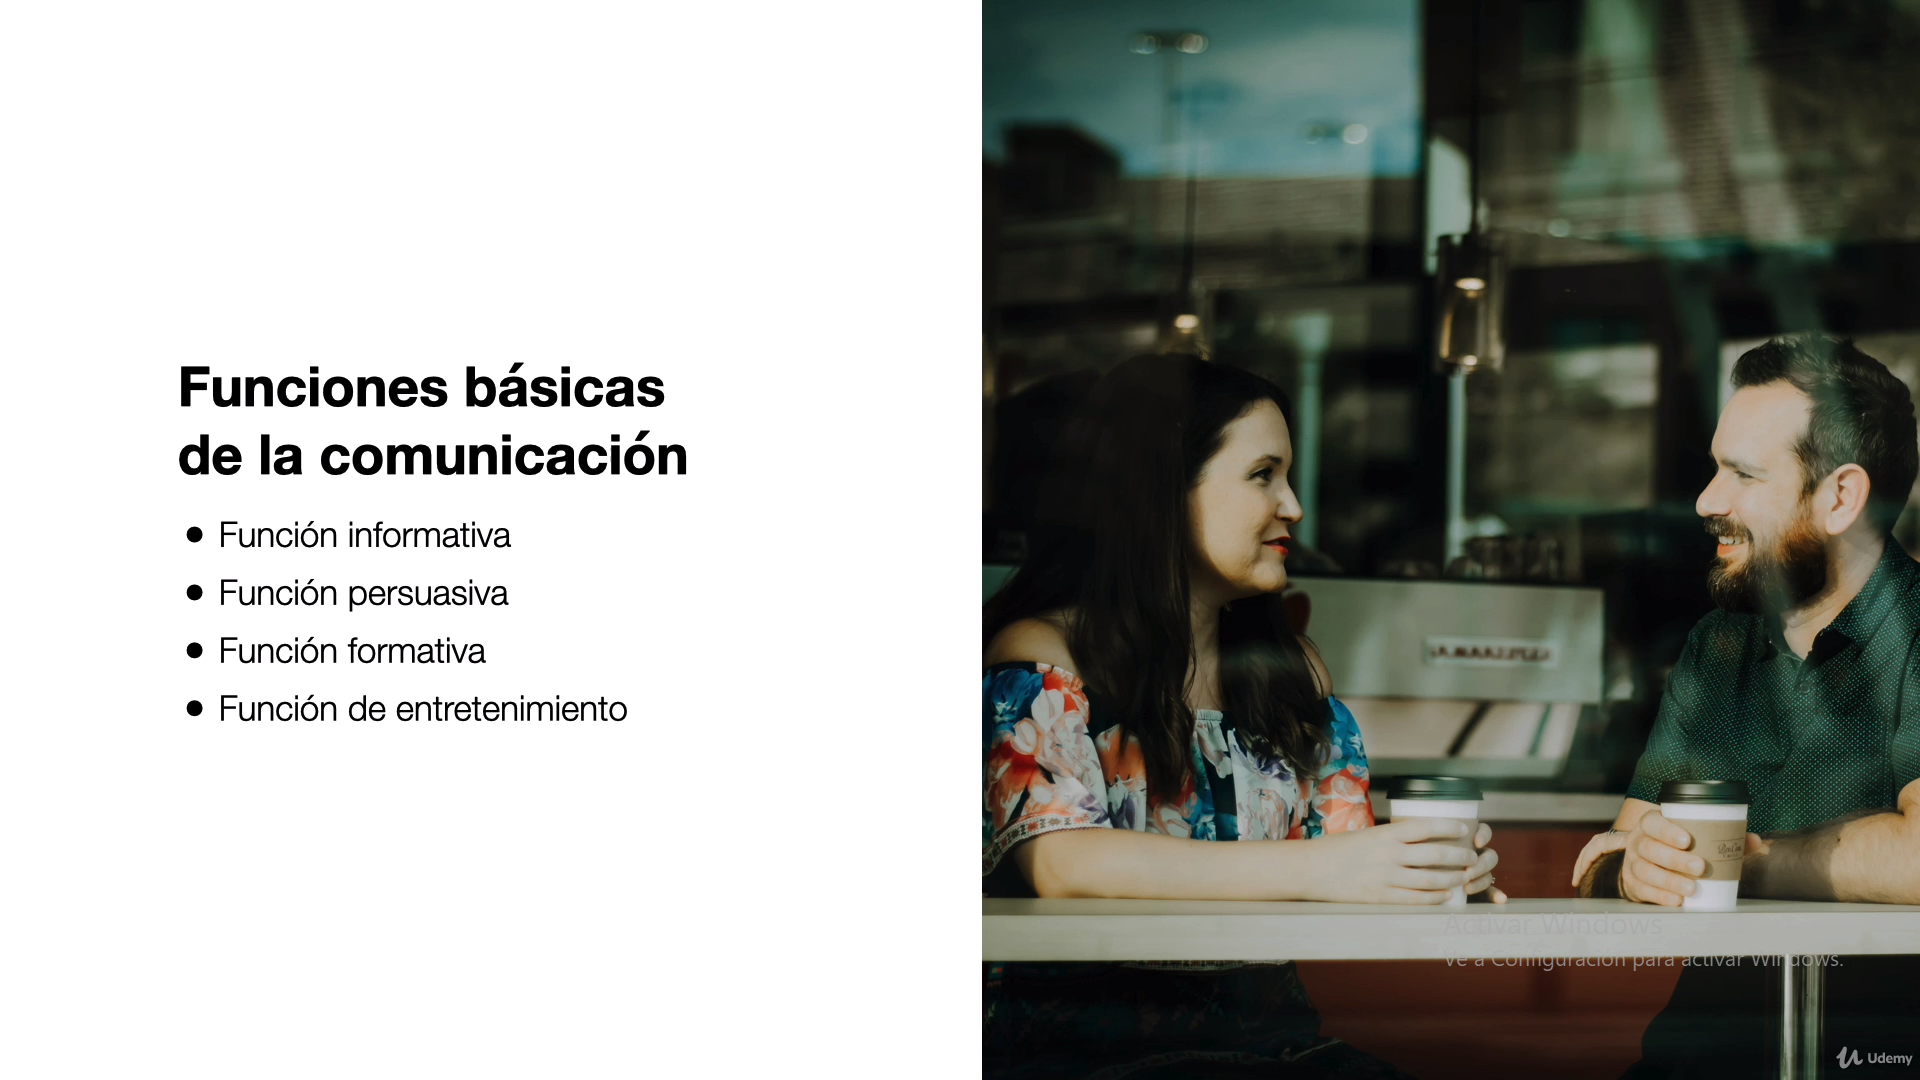 Funciones básicas
de la comunicación
Función informativa
Función persuasiva
Función formativa
Función de entretenimiento
Activar Windows
Ve a Configuración para activar Windows.
Udemy